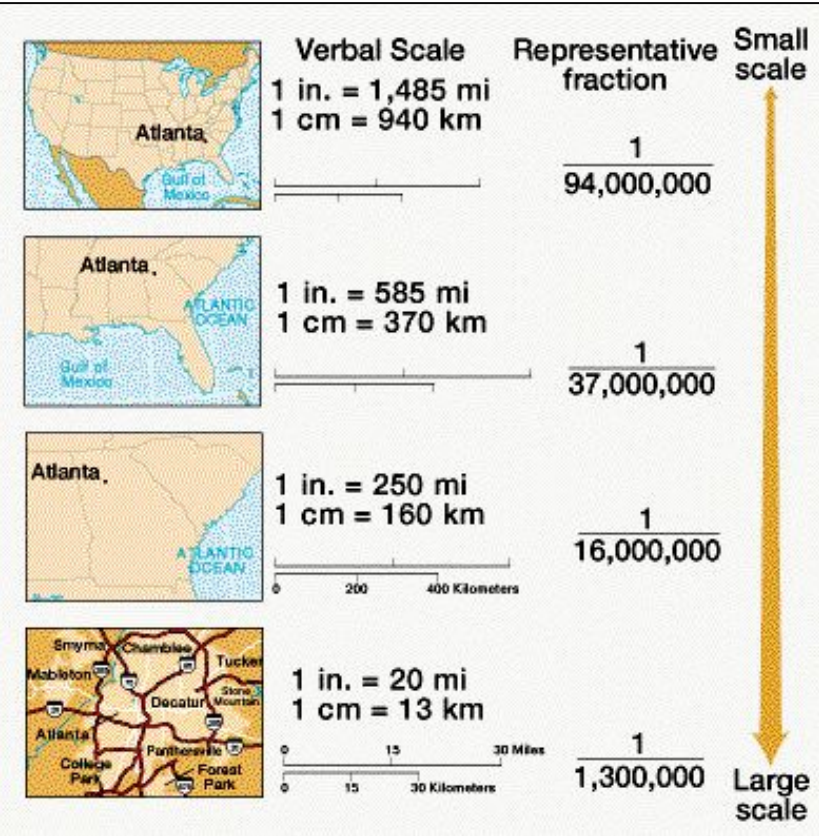 Verbal Scale
Representative
fraction
Small
scale
1 in. = 1,485 mi
1 cm = 940 km
Atlanta
Gulf of
Mexico
1
94,000,000
Atlanta
ATLANTIC
OCEAN
Gulf of
Mexico
1 in. = 585 mi
1 cm = 370 km
1
37,000,000
Atlanta
ATLANTIC
OCEAN
1 in. = 250 mi
1 cm = 160 km
0 200 400 Kilometers
1
16,000,000
Smyrna Chamblee
Tucker
Mableton
Stone
Mountain
Decatur
Atlanta
Panthersville
College
Park
Forest
Park
1 in. = 20 mi
1 cm = 13 km
0 15 30 Miles
0 15 30 Kilometers
1
1,300,000
Large
scale